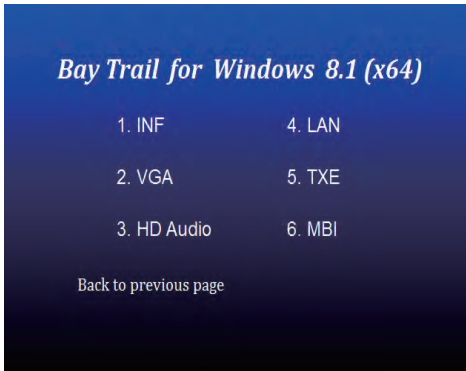 Bay Trail for Windows 8.1 (x64)
1. INF
2. VGA
3. HD Audio
4. LAN
5. TXE
6. MBI
Back to previous page